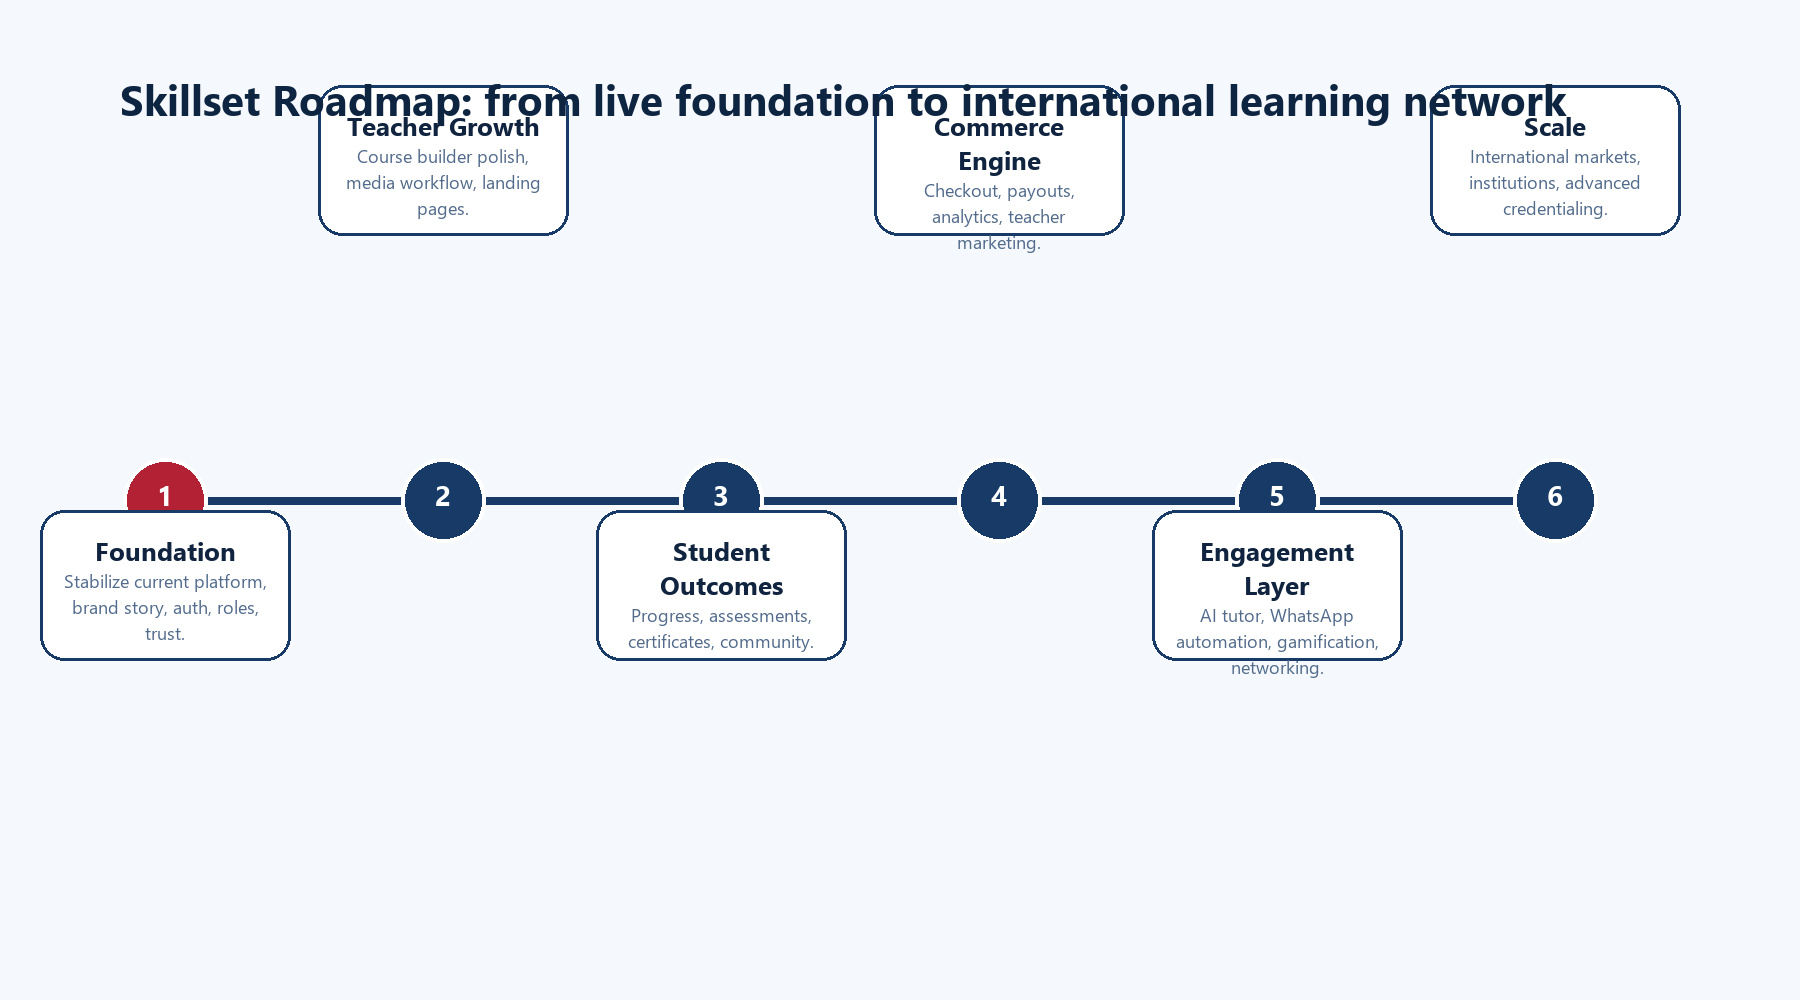 Skillset Roadmap: from live foundation to international learning network
Teacher Growth
Course builder polish,
media workflow, landing
pages.
Commerce
Engine
Checkout, payouts,
analytics, teacher
marketing.
Scale
International markets,
institutions, advanced
credentialing.
1
2
3
4
5
6
Foundation
Stabilize current platform,
brand story, auth, roles,
trust.
Student
Outcomes
Progress, assessments,
certificates, community.
Engagement
Layer
AI tutor, WhatsApp
automation, gamification,
networking.